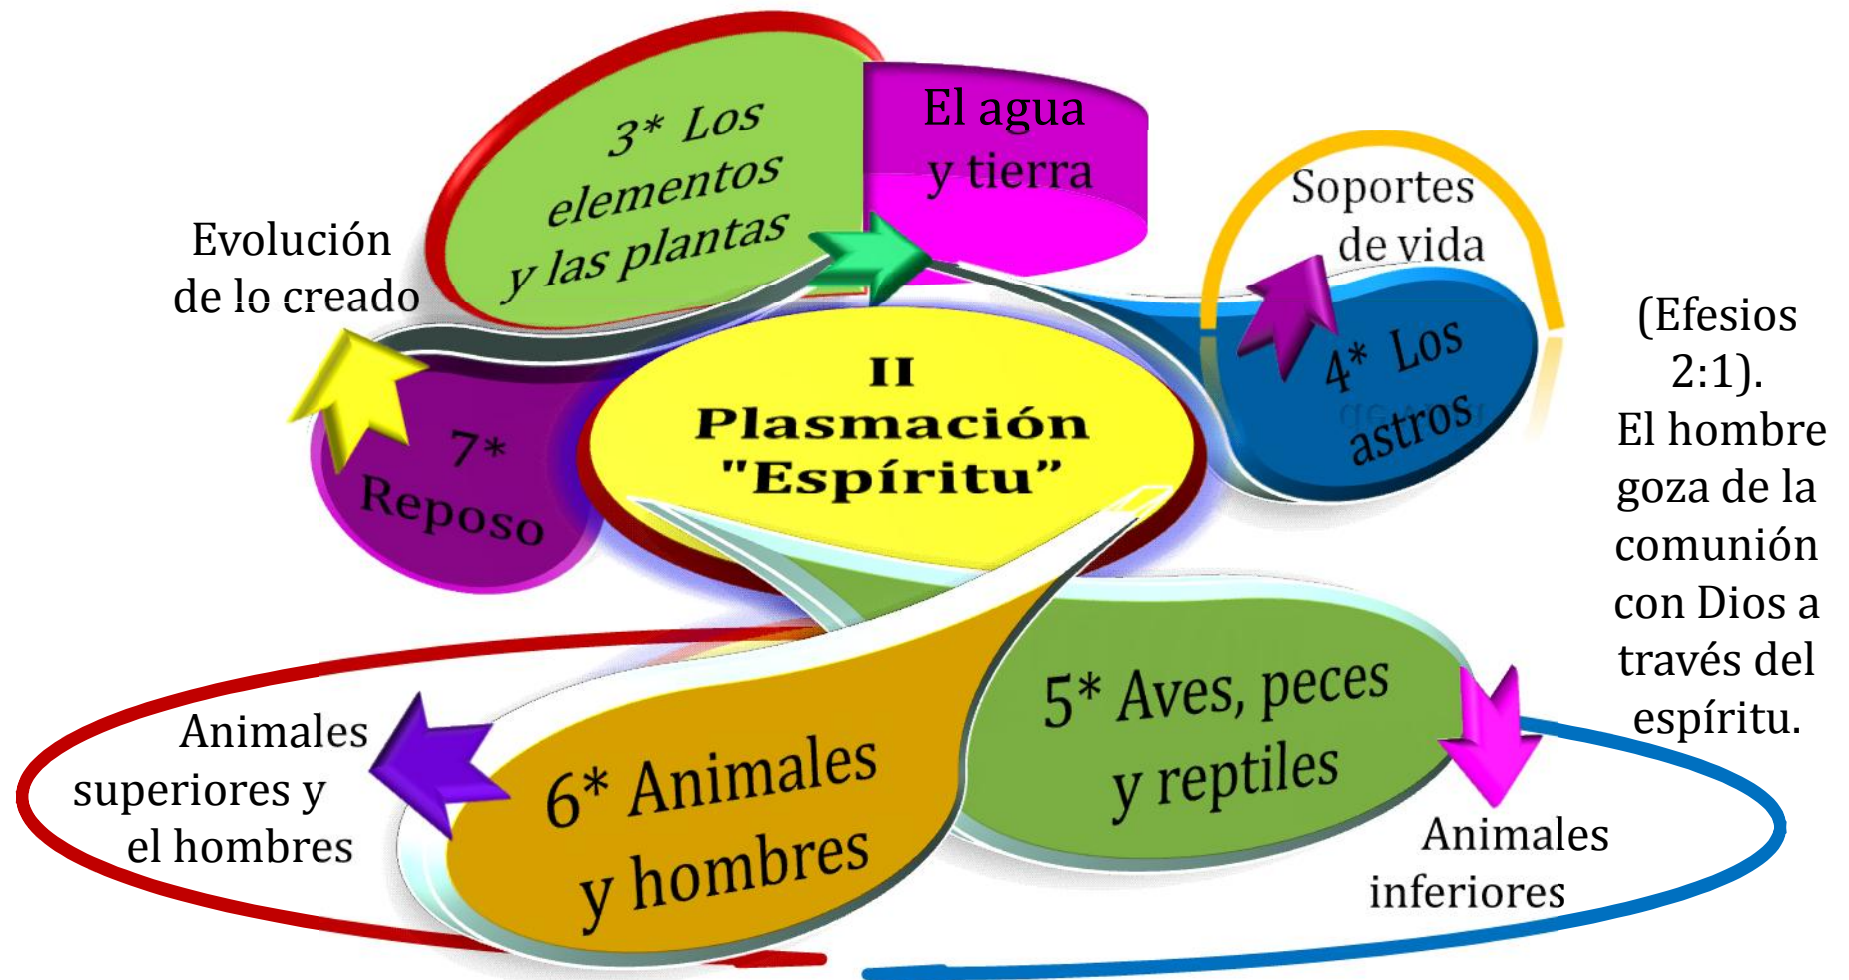 3* Los
elementos
y las plantas
El agua
y tierra
Soportes
de vida
4* Los
astros
Evolución
de lo creado
7*
Reposo
II
Plasmación
"Espíritu”
(Efesios
2:1).
El hombre
goza de la
comunión
con Dios a
través del
espíritu.
5* Aves, peces
y reptiles
Animales
inferiores
6* Animales
y hombres
Animales
superiores y
el hombres